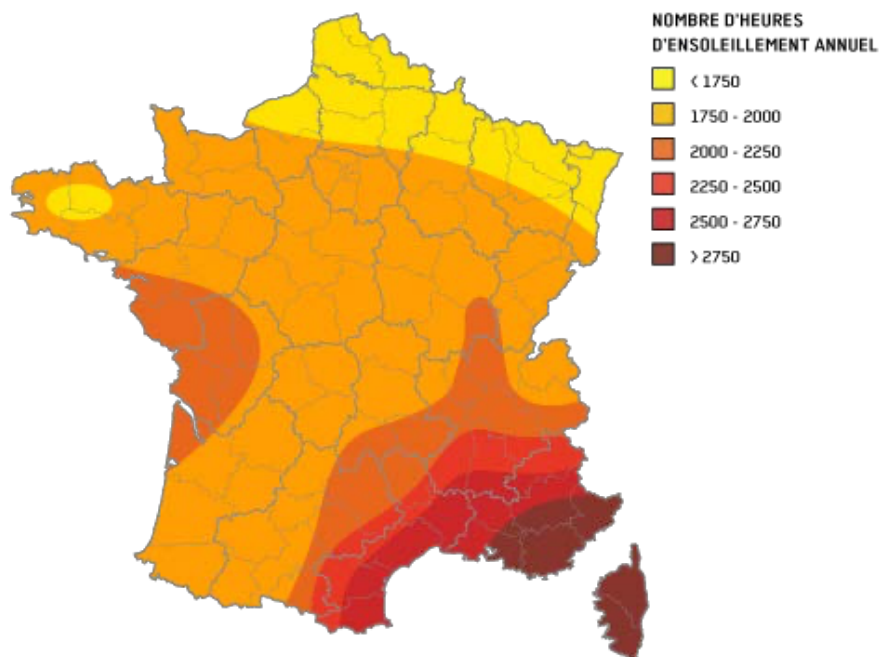 NOMBRE D'HEURES
D'ENSOLEILLEMENT ANNUEL
< 1750
1750 - 2000
2000 - 2250
2250 - 2500
2500 - 2750
> 2750